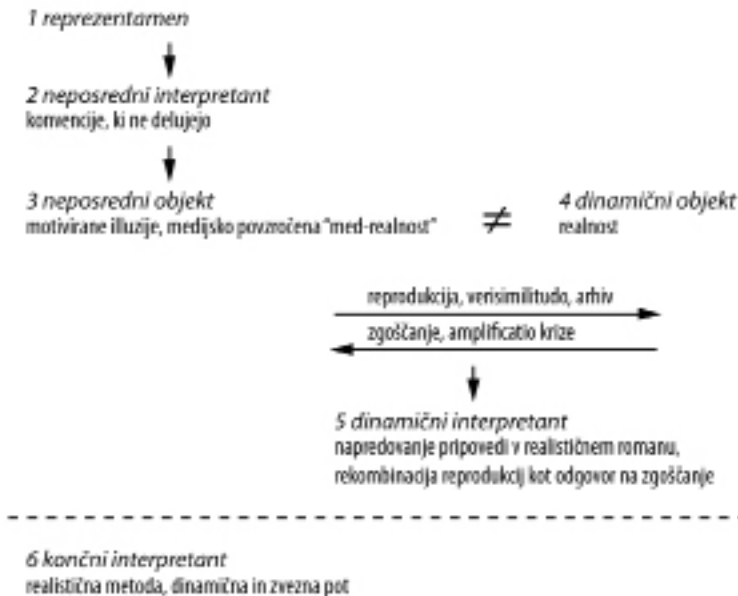 1 reprezentamen
2 neposredni interpretant
konvencije, ki ne delujejo
3 neposredni objekt
motivirane illuzije, medijsko povzročena "med-realnost"
≠
4 dinamični objekt
realnost
reprodukcija, verisimilitudo, arhiv
zgoščanje, amplificatio krize
5 dinamični interpretant
napredovanje pripovedi v realističnem romanu,
rekombinacija reprodukcij kot odgovor na zgoščanje
6 končni interpretant
realistična metoda, dinamična in zvezna pot